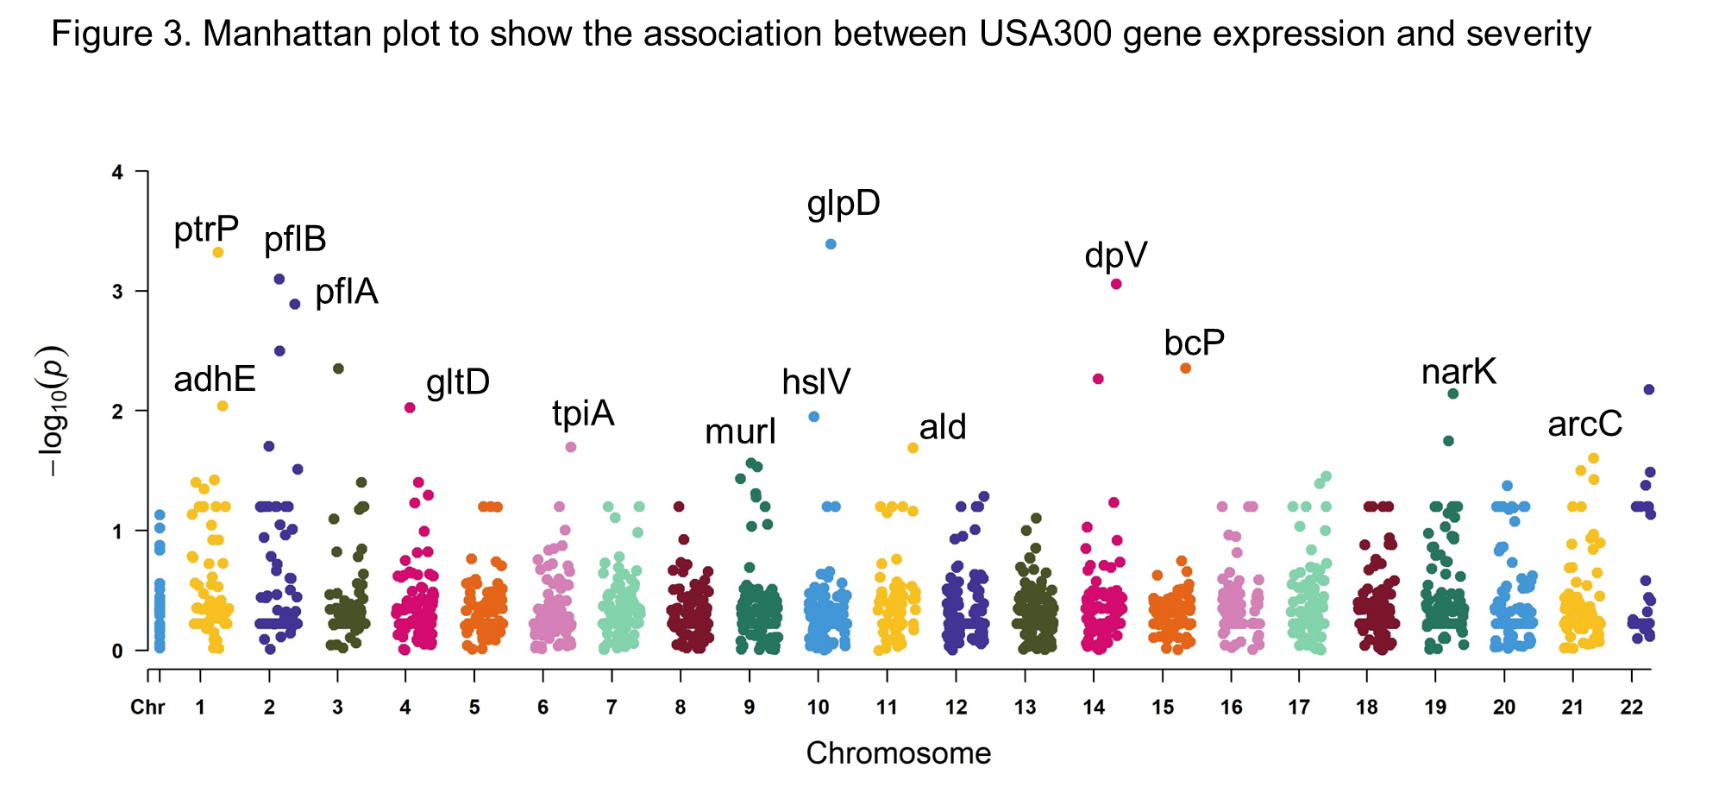 Figure 3. Manhattan plot to show the association between USA300 gene expression and severity
4
3
2
1
0
−log10(p)
ptrP
pflB
pflA
adhE
gltD
tpiA
murI
glpD
hslV
ald
dpV
bcP
narK
arcC
Chr 1 2 3 4 5 6 7 8 9 10 11 12 13 14 15 16 17 18 19 20 21 22
Chromosome